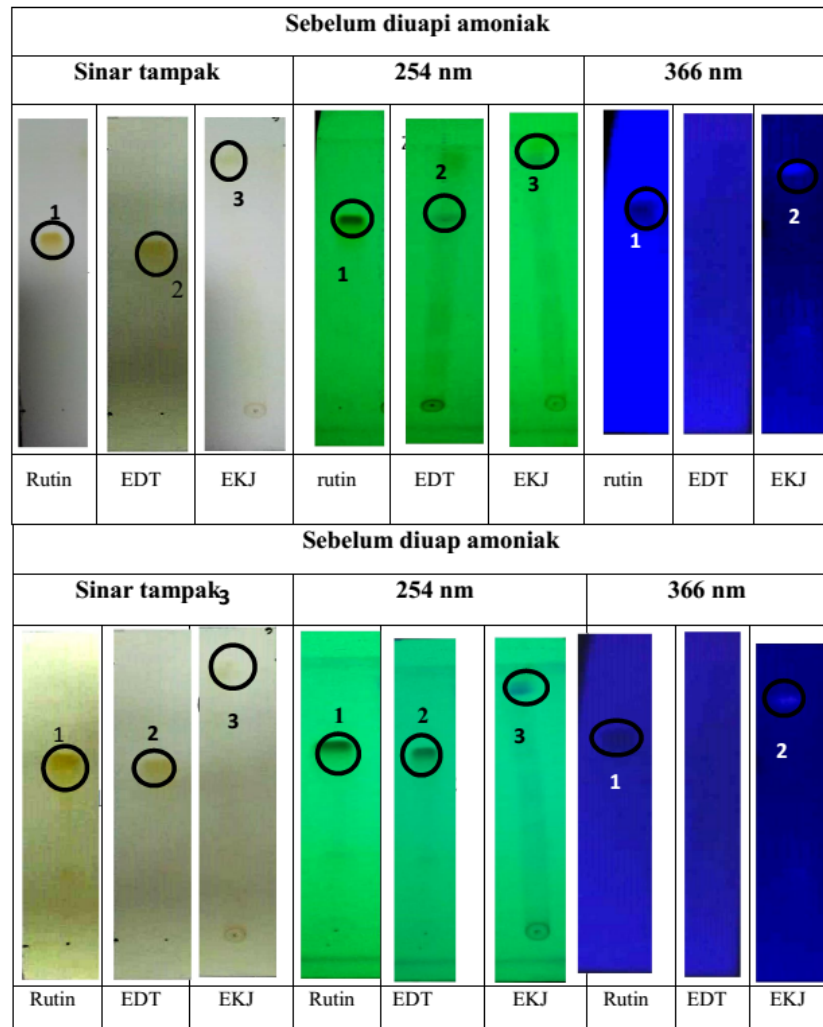 Sebelum diuapi amoniak
Sinar tampak 254 nm 366 nm
1 2 3 1 2 3 1 2
Rutin EDT EKJ rutin EDT EKJ rutin EDT EKJ
Sebelum diuap amoniak
Sinar tampak 3 254 nm 366 nm
1 2 3 1 2 3 1 2
Rutin EDT EKJ Rutin EDT EKJ Rutin EDT EKJ